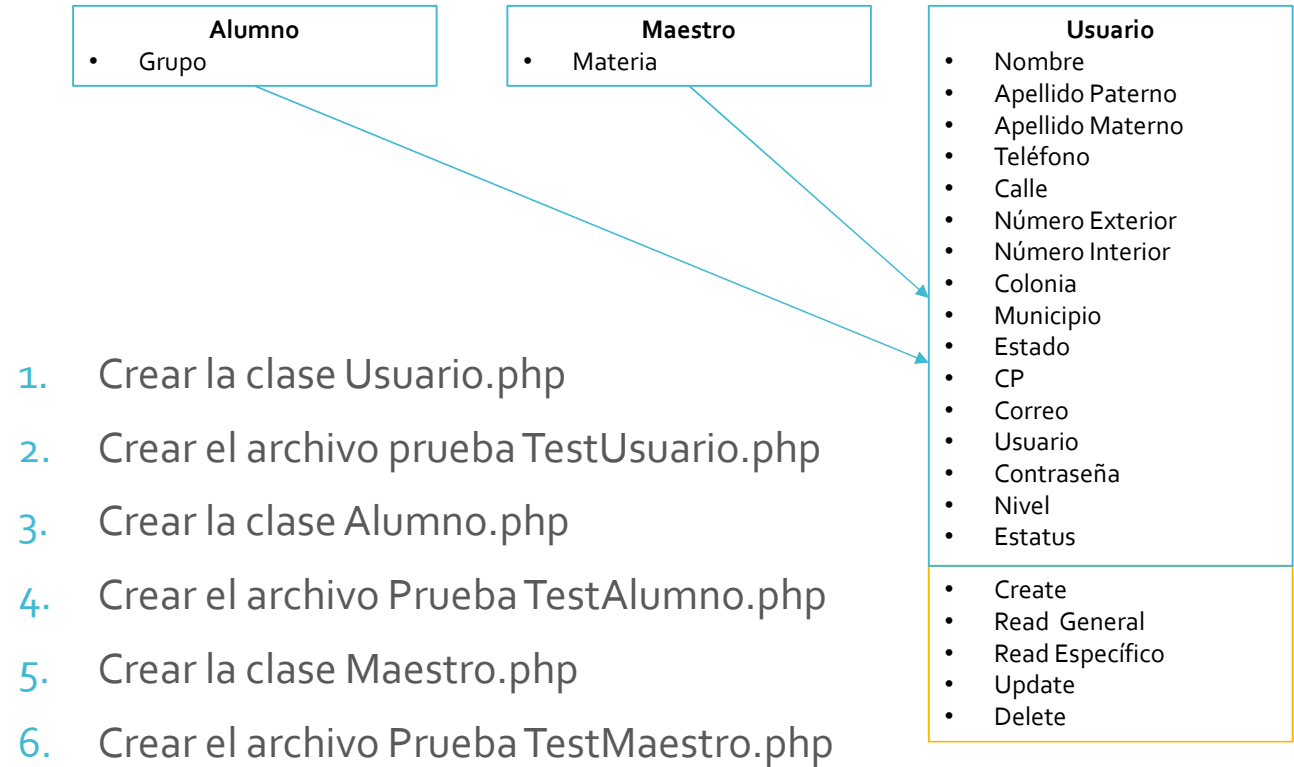 Alumno
• Grupo
Maestro
• Materia
Usuario
• Nombre
• Apellido Paterno
• Apellido Materno
• Teléfono
• Calle
• Número Exterior
• Número Interior
• Colonia
• Municipio
• Estado
• CP
• Correo
• Usuario
• Contraseña
• Nivel
• Estatus
• Create
• Read General
• Read Específico
• Update
• Delete
1. Crear la clase Usuario.php
2. Crear el archivo prueba TestUsuario.php
3. Crear la clase Alumno.php
4. Crear el archivo Prueba TestAlumno.php
5. Crear la clase Maestro.php
6. Crear el archivo Prueba TestMaestro.php